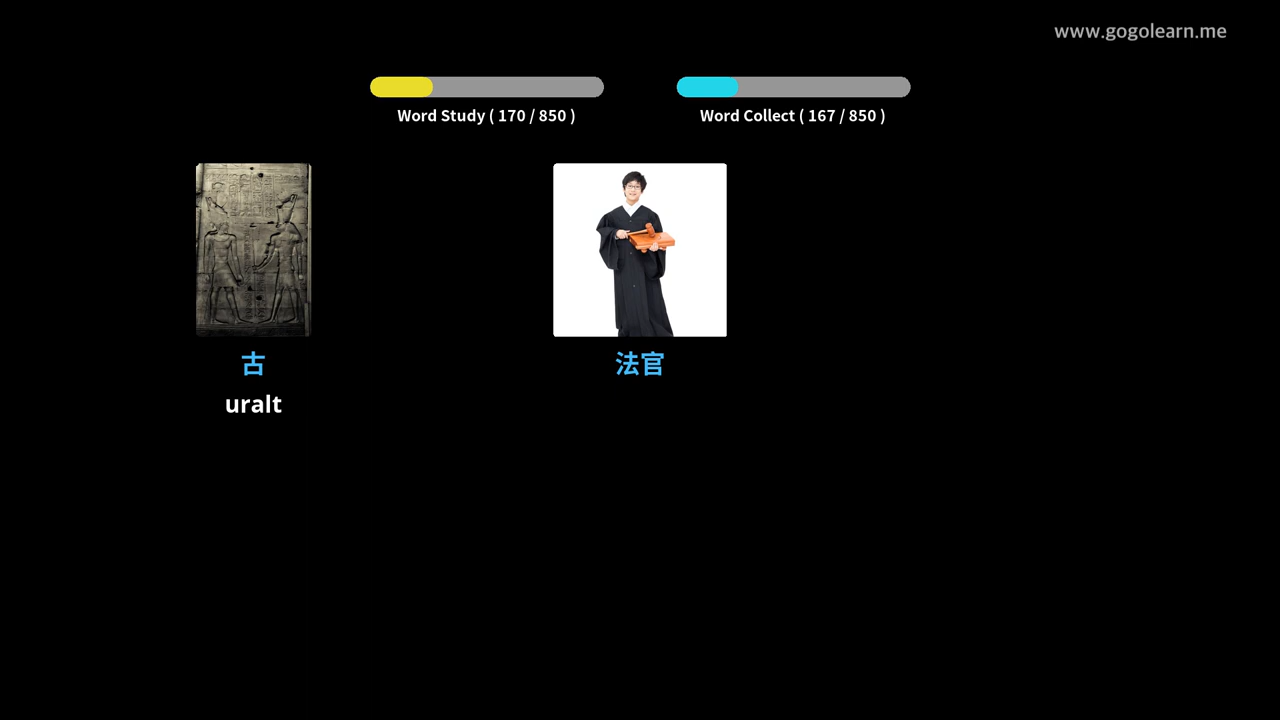 www.gogolearn.me
Word Study ( 170 / 850 )
Word Collect ( 167 / 850 )
古
法官
uralt